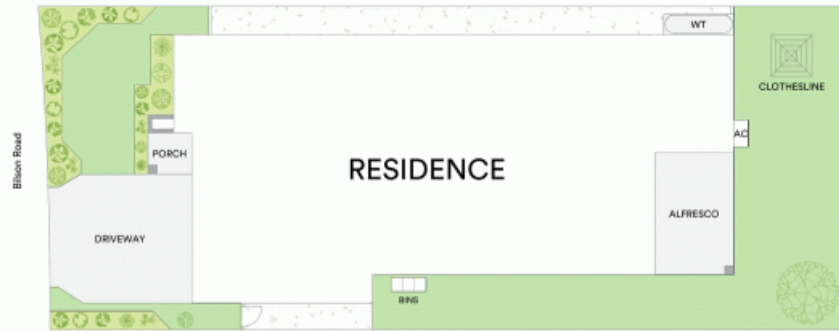 WT
CLOTHESLINE
AC
Bilson Road
PORCH
RESIDENCE
ALFRESCO
DRIVEWAY
BINS